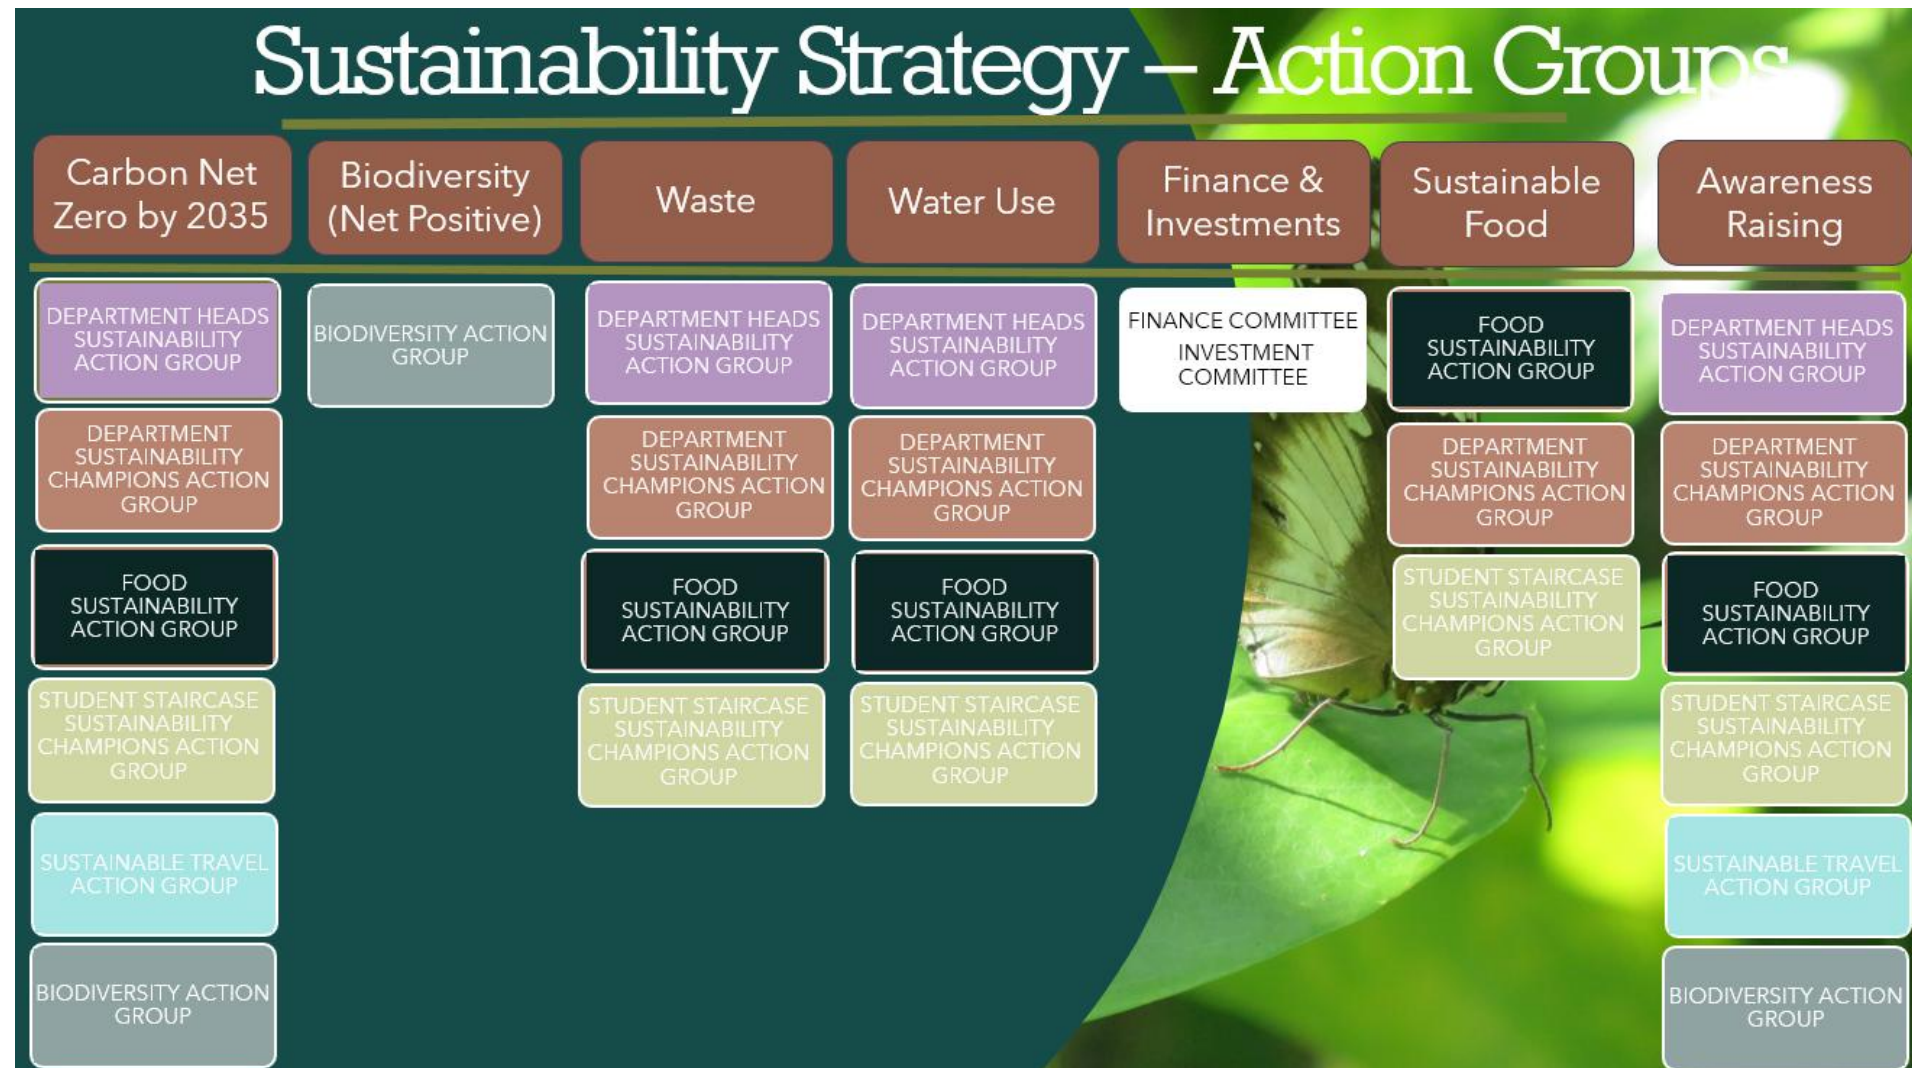 Sustainability Strategy – Action Groups
Carbon Net
Zero by 2035
Biodiversity
(Net Positive)
Waste
Water Use
Finance &
Investments
Sustainable
Food
Awareness
Raising
DEPARTMENT HEADS
SUSTAINABILITY
ACTION GROUP
DEPARTMENT
SUSTAINABILITY
CHAMPIONS ACTION
GROUP
FOOD
SUSTAINABILITY
ACTION GROUP
STUDENT STAIRCASE
SUSTAINABILITY
CHAMPIONS ACTION
GROUP
SUSTAINABLE TRAVEL
ACTION GROUP
BIODIVERSITY ACTION
GROUP
BIODIVERSITY ACTION
GROUP
DEPARTMENT HEADS
SUSTAINABILITY
ACTION GROUP
DEPARTMENT
SUSTAINABILITY
CHAMPIONS ACTION
GROUP
FOOD
SUSTAINABILITY
ACTION GROUP
STUDENT STAIRCASE
SUSTAINABILITY
CHAMPIONS ACTION
GROUP
DEPARTMENT HEADS
SUSTAINABILITY
ACTION GROUP
DEPARTMENT
SUSTAINABILITY
CHAMPIONS ACTION
GROUP
FOOD
SUSTAINABILITY
ACTION GROUP
STUDENT STAIRCASE
SUSTAINABILITY
CHAMPIONS ACTION
GROUP
FINANCE COMMITTEE
INVESTMENT
COMMITTEE
FOOD
SUSTAINABILITY
ACTION GROUP
DEPARTMENT
SUSTAINABILITY
CHAMPIONS ACTION
GROUP
STUDENT STAIRCASE
SUSTAINABILITY
CHAMPIONS ACTION
GROUP
DEPARTMENT HEADS
SUSTAINABILITY
ACTION GROUP
DEPARTMENT
SUSTAINABILITY
CHAMPIONS ACTION
GROUP
FOOD
SUSTAINABILITY
ACTION GROUP
STUDENT STAIRCASE
SUSTAINABILITY
CHAMPIONS ACTION
GROUP
SUSTAINABLE TRAVEL
ACTION GROUP
BIODIVERSITY ACTION
GROUP